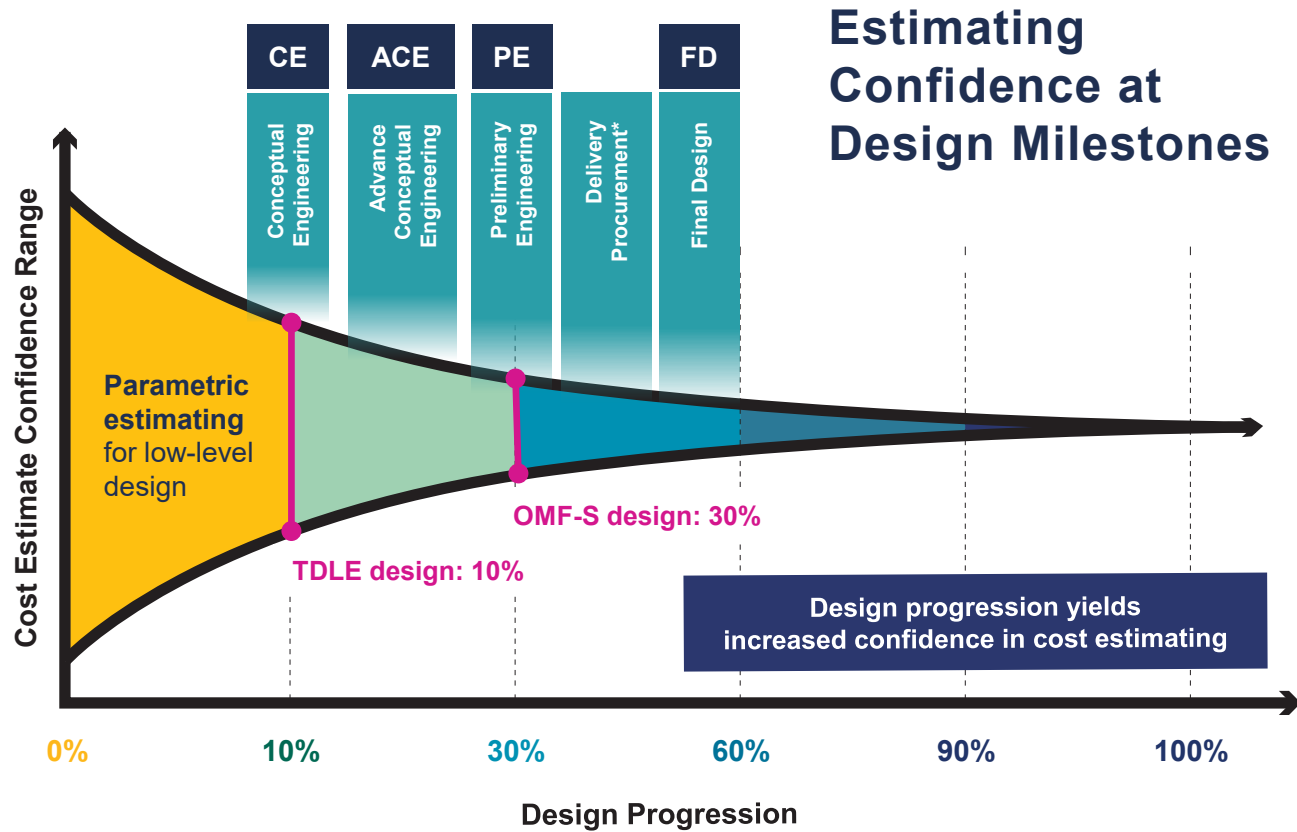 Estimating
Confidence at
Design Milestones
CE
ACE
PE
FD
Conceptual
Engineering
Advance
Conceptual
Engineering
Preliminary
Engineering
Delivery
Procurement*
Final Design
Cost Estimate Confidence Range
Parametric
estimating
for low-level
design
OMF-S design: 30%
TDLE design: 10%
Design progression yields
increased confidence in cost estimating
0%
10%
30%
60%
90%
100%
Design Progression